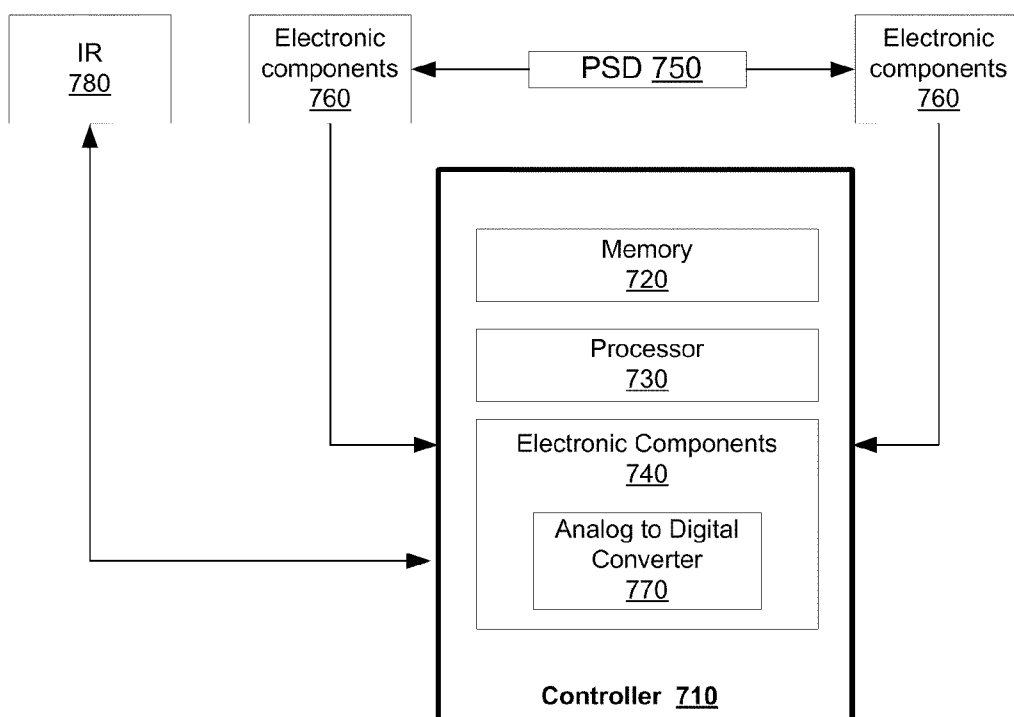 IR
780
Electronic
components
760
PSD 750
Electronic
components
760
Memory
720
Processor
730
Electronic Components
740
Analog to Digital
Converter
770
Controller 710